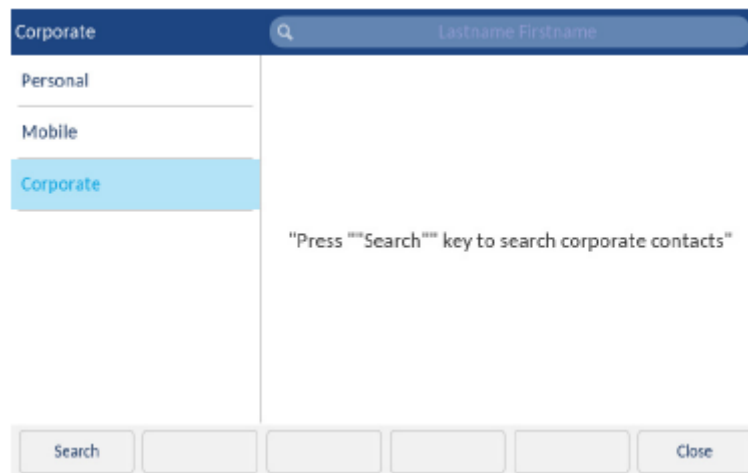 Corporate
Lastname Firstname
Personal
Mobile
Corporate
"Press ""Search"" key to search corporate contacts"
Search
Close